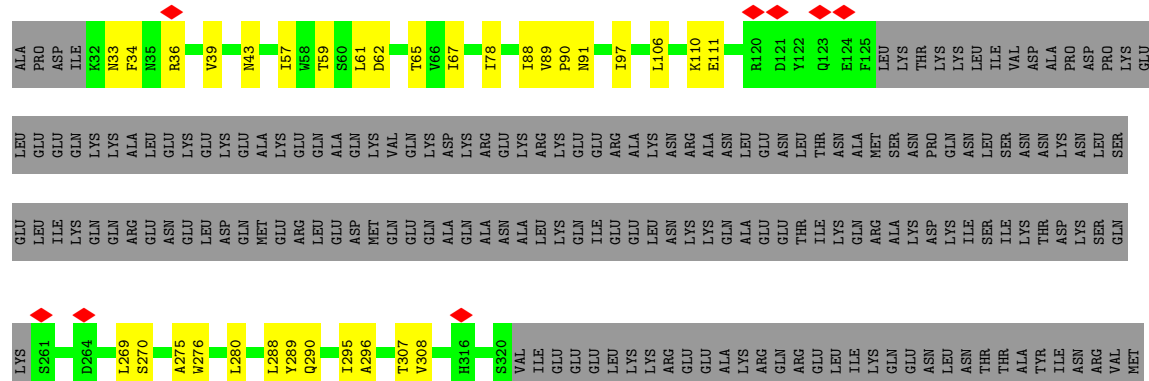 ALA PRO ASP ILE K32 N33 F34 N35 R36 V39 N43 I57 W58 T59 S60 L61 D62 T65 V66 I67 I78 I88 V89 P90 N91 I97 L106 K110 E111 R120 D121 Y122 Q123 E124 F125 LEU LYS THR LYS LYS LEU ILE VAL ASP ALA PRO ASP PRO LYS GLU
LEU GLU GLU GLN LYS LYS ALA LEU GLU LYS GLU LYS GLU ALA LYS GLU GLN ALA GLN LYS VAL GLN LYS ASP LYS ARG GLU LYS ARG LYS GLU GLU ARG ALA LYS ASN ARG ALA ASN LEU GLU ASN LEU THR ASN ALA MET SER ASN PRO GLN ASN LEU SER ASN ASN LYS ASN LEU SER
GLU LEU ILE LYS GLN GLN ARG GLU ASN GLU LEU ASP GLN MET GLU ARG LEU GLU ASP MET GLN GLU GLN ALA GLN ALA ASN ALA LEU LYS GLN ILE GLU GLU LEU ASN LYS LYS GLN ALA GLU GLU THR ILE LYS GLN ARG ALA LYS ASP LYS ILE SER ILE LYS THR ASP LYS SER GLN
LYS S261 D264 L269 S270 A275 W276 L280 L288 Y289 Q290 I295 A296 T307 V308 H316 S320 VAL ILE GLU GLU GLU LEU LYS LYS ARG GLU GLU ALA LYS ARG GLN ARG GLU LEU ILE LYS GLN GLU ASN LEU ASN THR THR ALA TYR ILE ASN ARG VAL MET